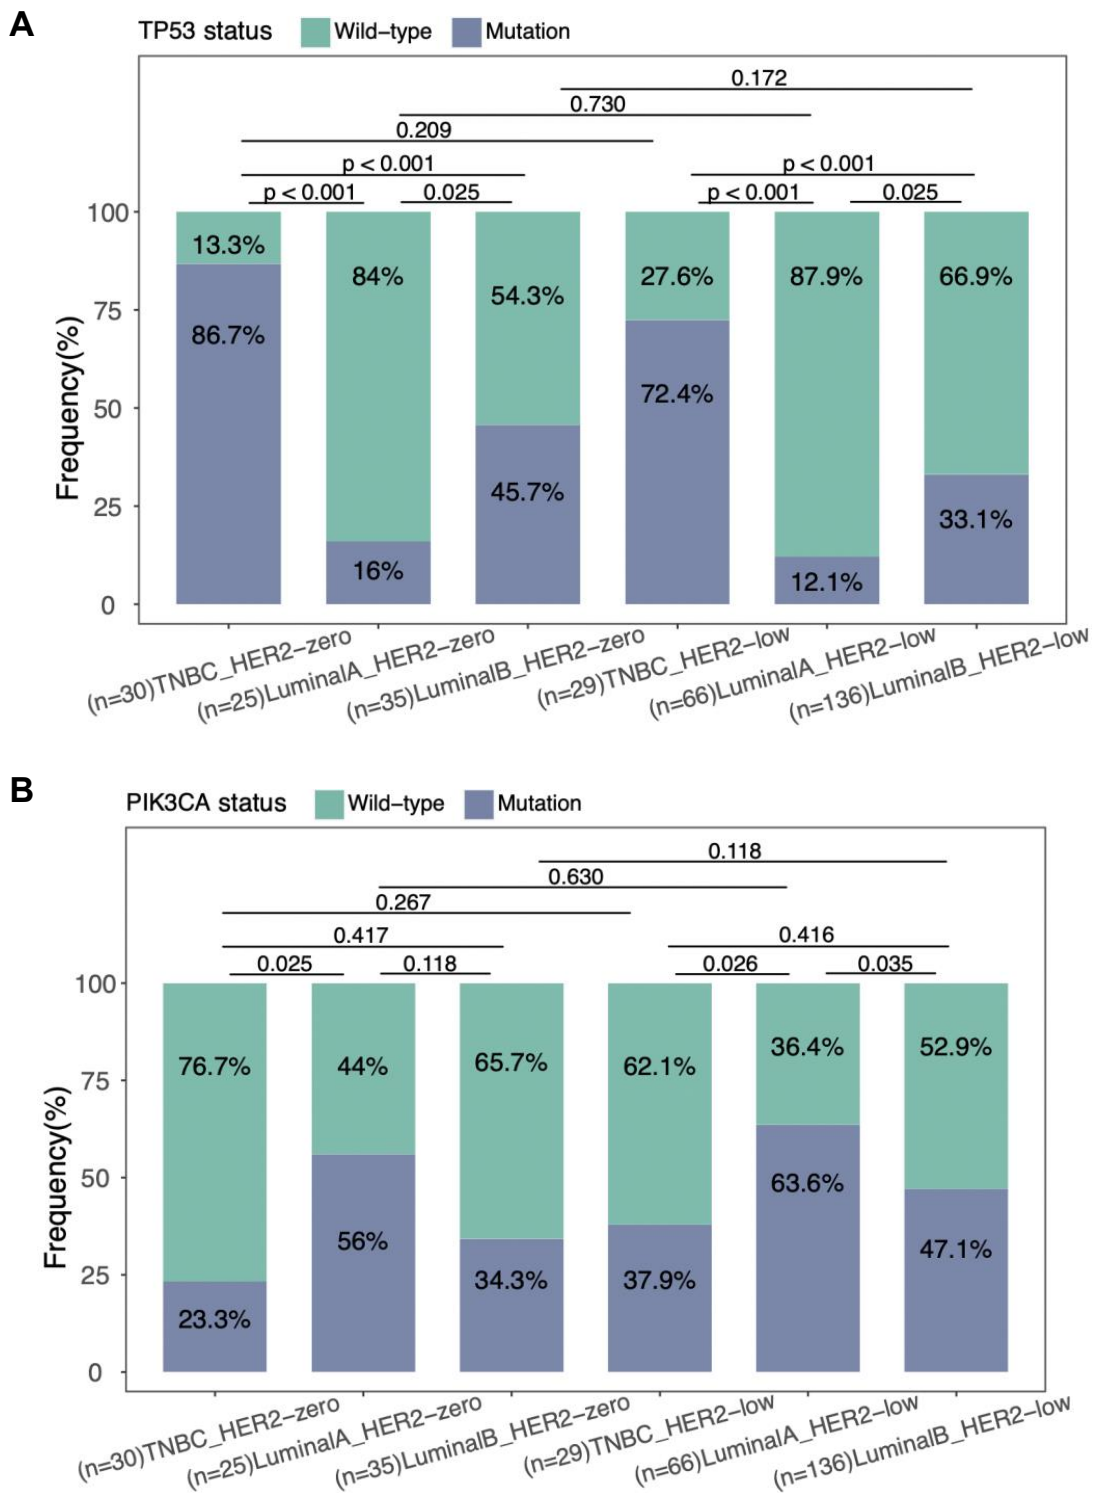 A
TP53 status Wild−type Mutation
0.172
0.730
0.209
p < 0.001 p < 0.001
p < 0.001 0.025 p < 0.001 0.025
100
13.3% 84% 54.3% 27.6% 87.9% 66.9%
75
86.7%
72.4%
50
45.7%
33.1%
25
16% 12.1%
0
Frequency(%)
(n=30)TNBC_HER2−zero
(n=25)LuminalA_HER2−zero
(n=35)LuminalB_HER2−zero
(n=29)TNBC_HER2−low
(n=66)LuminalA_HER2−low
(n=136)LuminalB_HER2−low
B
PIK3CA status Wild−type Mutation
0.118
0.630
0.267
0.417 0.416
0.025 0.118 0.026 0.035
100
76.7% 44% 65.7% 62.1% 36.4% 52.9%
75
50
63.6%
56% 47.1%
25
34.3% 37.9%
23.3%
0
Frequency(%)
(n=30)TNBC_HER2−zero
(n=25)LuminalA_HER2−zero
(n=35)LuminalB_HER2−zero
(n=29)TNBC_HER2−low
(n=66)LuminalA_HER2−low
(n=136)LuminalB_HER2−low